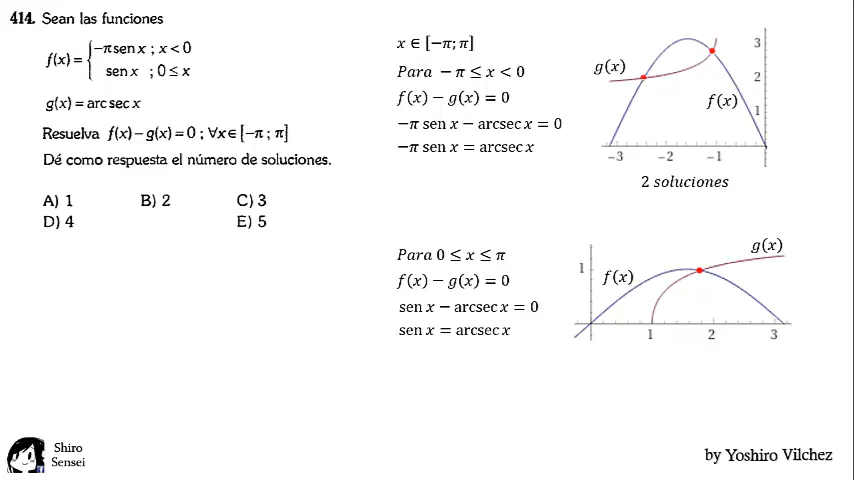 414. Sean las funciones
f(x) = { -π sen x ; x < 0
sen x ; 0 ≤ x
g(x) = arc sec x
Resuelva f(x) - g(x) = 0 ; ∀x ∈ [-π ; π]
Dé como respuesta el número de soluciones.
A) 1 B) 2 C) 3
D) 4 E) 5
x ∈ [-π; π]
Para -π ≤ x < 0
f(x) - g(x) = 0
-π sen x - arcsec x = 0
-π sen x = arcsec x
g(x)
f(x)
3
2
1
-3 -2 -1
2 soluciones
Para 0 ≤ x ≤ π
f(x) - g(x) = 0
sen x - arcsec x = 0
sen x = arcsec x
g(x)
1 f(x)
1 2 3
Shiro
Sensei
by Yoshiro Vilchez